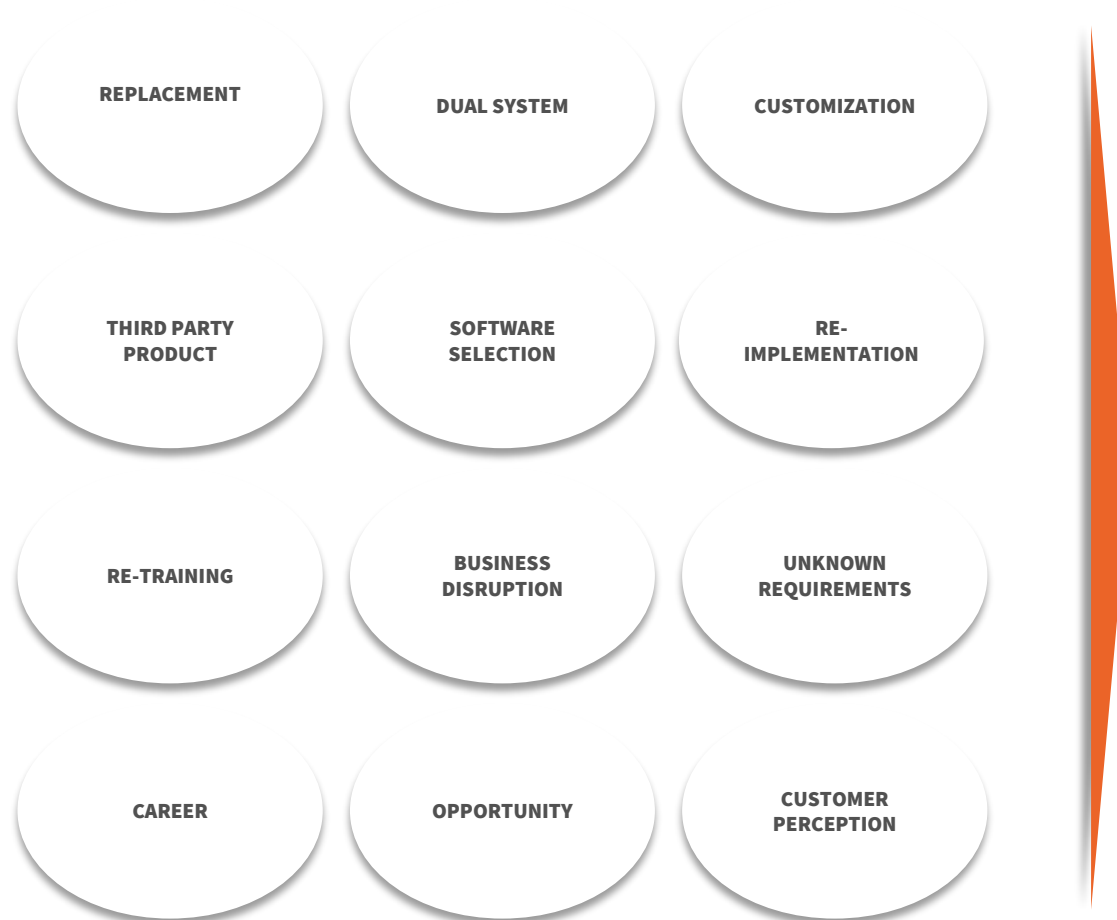 REPLACEMENT
DUAL SYSTEM
CUSTOMIZATION
THIRD PARTY
PRODUCT
SOFTWARE
SELECTION
RE-
IMPLEMENTATION
RE-TRAINING
BUSINESS
DISRUPTION
UNKNOWN
REQUIREMENTS
CAREER
OPPORTUNITY
CUSTOMER
PERCEPTION